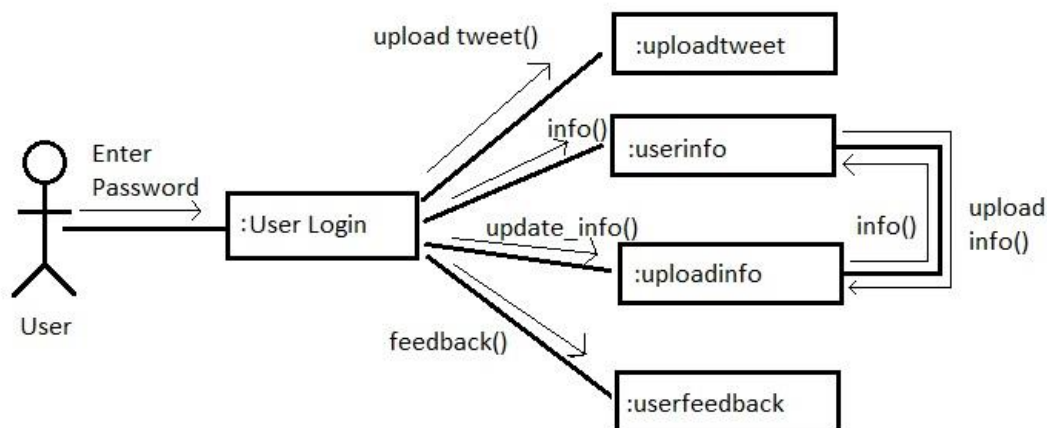 upload tweet()
:uploadtweet
info()
:userinfo
Enter
Password
:User Login
update_info()
info()
upload
info()
:uploadinfo
User
feedback()
:userfeedback